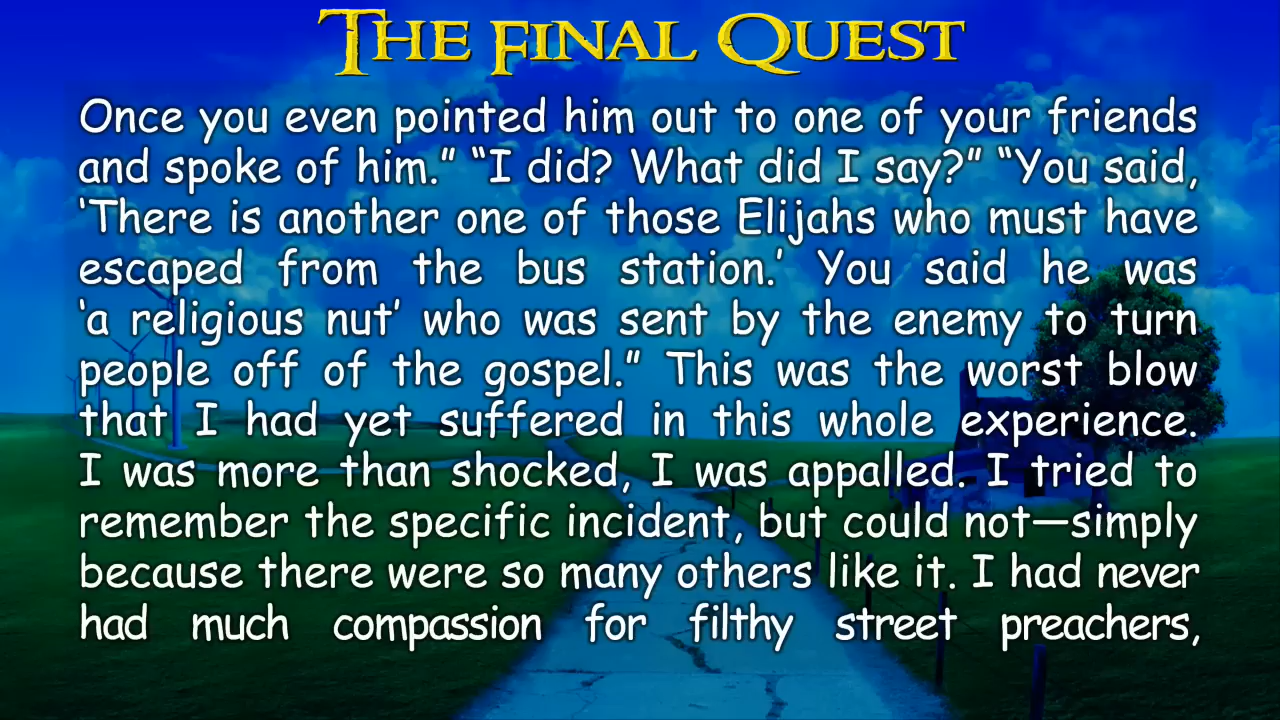 The Final Quest
Once you even pointed him out to one of your friends
and spoke of him.” “I did? What did I say?” “You said,
‘There is another one of those Elijahs who must have
escaped from the bus station.’ You said he was
‘a religious nut’ who was sent by the enemy to turn
people off of the gospel.” This was the worst blow
that I had yet suffered in this whole experience.
I was more than shocked, I was appalled. I tried to
remember the specific incident, but could not—simply
because there were so many others like it. I had never
had much compassion for filthy street preachers,